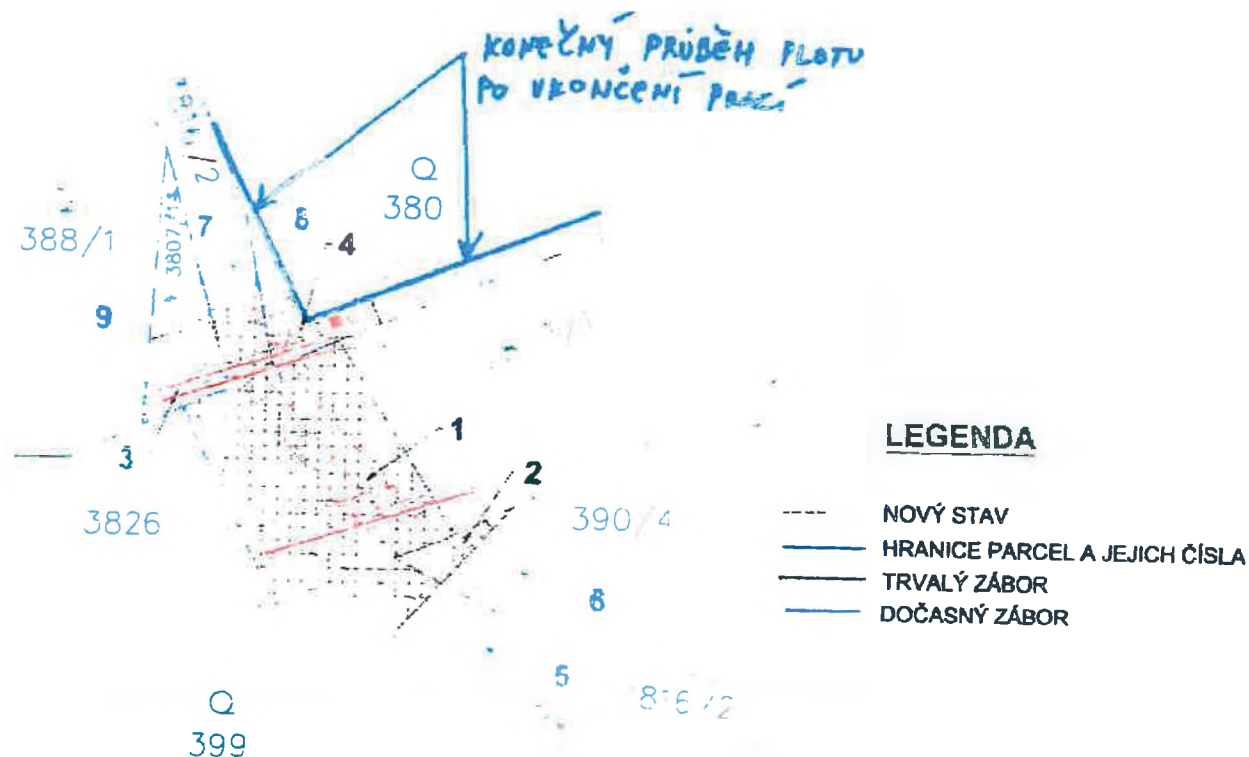 KONEČNÝ PRŮBĚH PLOTU
PO UKONČENÍ PRACÍ
Q
380
388/1
7
8
4
9
3
1
2
3826
390/4
6
5
Q
399
LEGENDA
NOVÝ STAV
HRANICE PARCEL A JEJICH ČÍSLA
TRVALÝ ZÁBOR
DOČASNÝ ZÁBOR